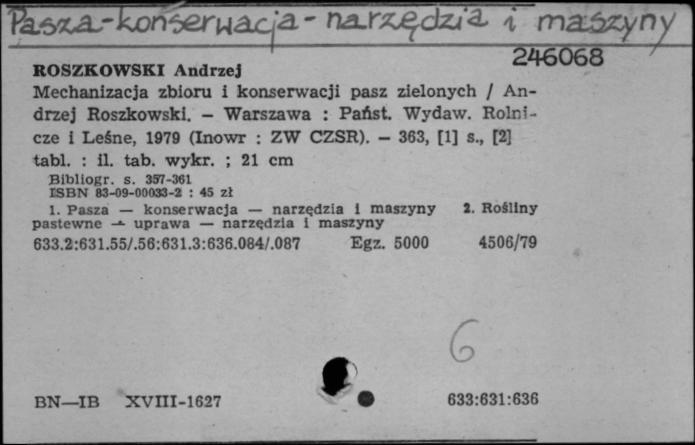 Pasza-konserwacja-narzędzia i maszyny
246068
ROSZKOWSKI Andrzej
Mechanizacja zbioru i konserwacji pasz zielonych / An-
drzej Roszkowski. — Warszawa : Państ. Wydaw. Rolni-
cze i Leśne, 1979 (Inowr : ZW CZSR). — 363, [1] s., [2]
tabl. : il. tab. wykr. ; 21 cm
Bibliogr. s. 357-361
ISBN 83-09-00033-2 : 45 zł
1. Pasza — konserwacja — narzędzia i maszyny 2. Rośliny
pastewne — uprawa — narzędzia i maszyny
633.2:631.55/.56:631.3:636.084/.087 Egz. 5000 4506/79
6
BN—IB XVIII-1627 633:631:636